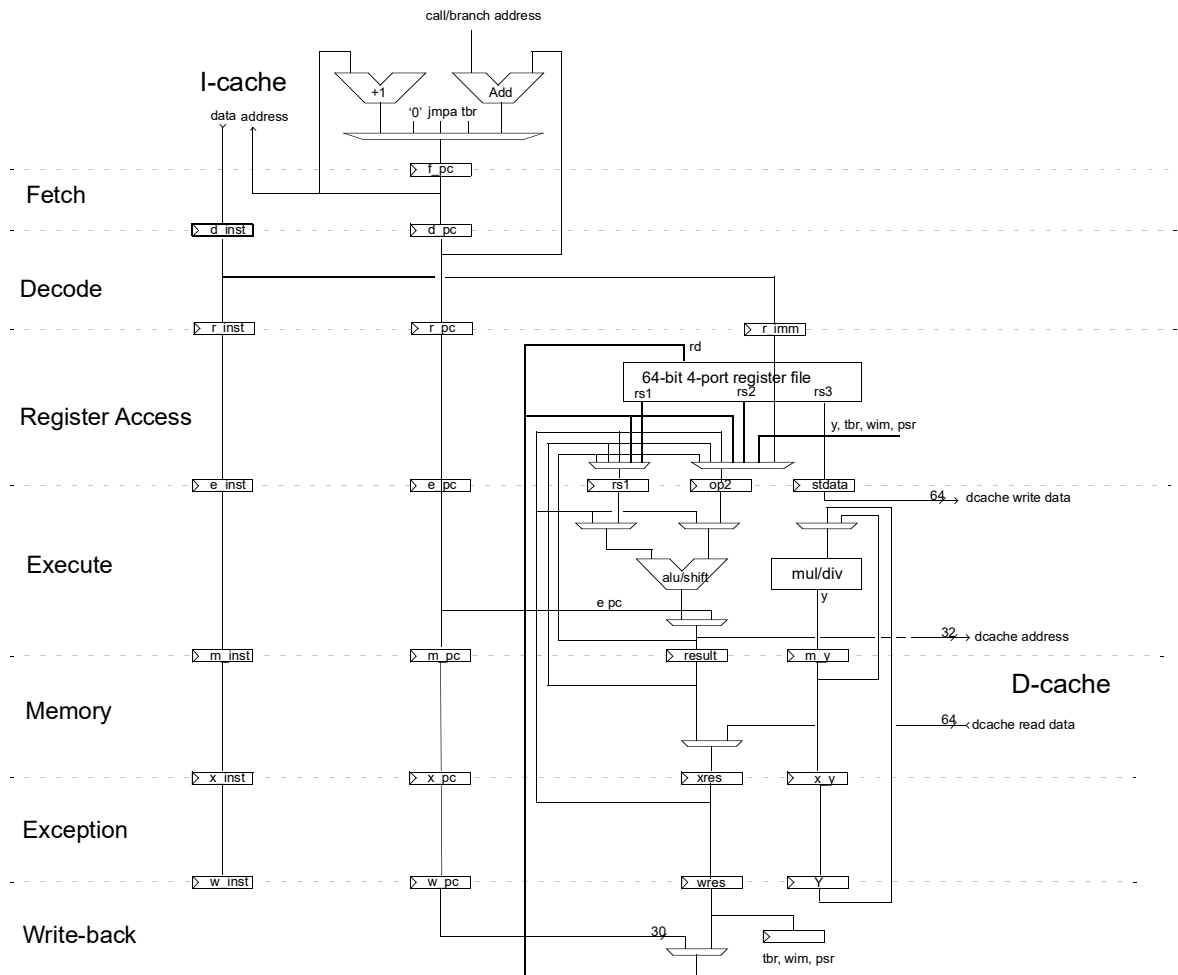 call/branch address
I-cache
+1
Add
data address
'0' jmpa tbr
f_pc
Fetch
d_inst
d_pc
Decode
r_inst
r_pc
r_imm
rd
64-bit 4-port register file
rs1
rs2
rs3
Register Access
y, tbr, wim, psr
e_inst
e_pc
rs1
op2
stdata
64
dcache write data
Execute
alu/shift
mul/div
y
e pc
32
dcache address
m_inst
m_pc
result
m_y
D-cache
Memory
64
dcache read data
x_inst
x_pc
xres
x_y
Exception
w_inst
w_pc
wres
Y
Write-back
30
tbr, wim, psr